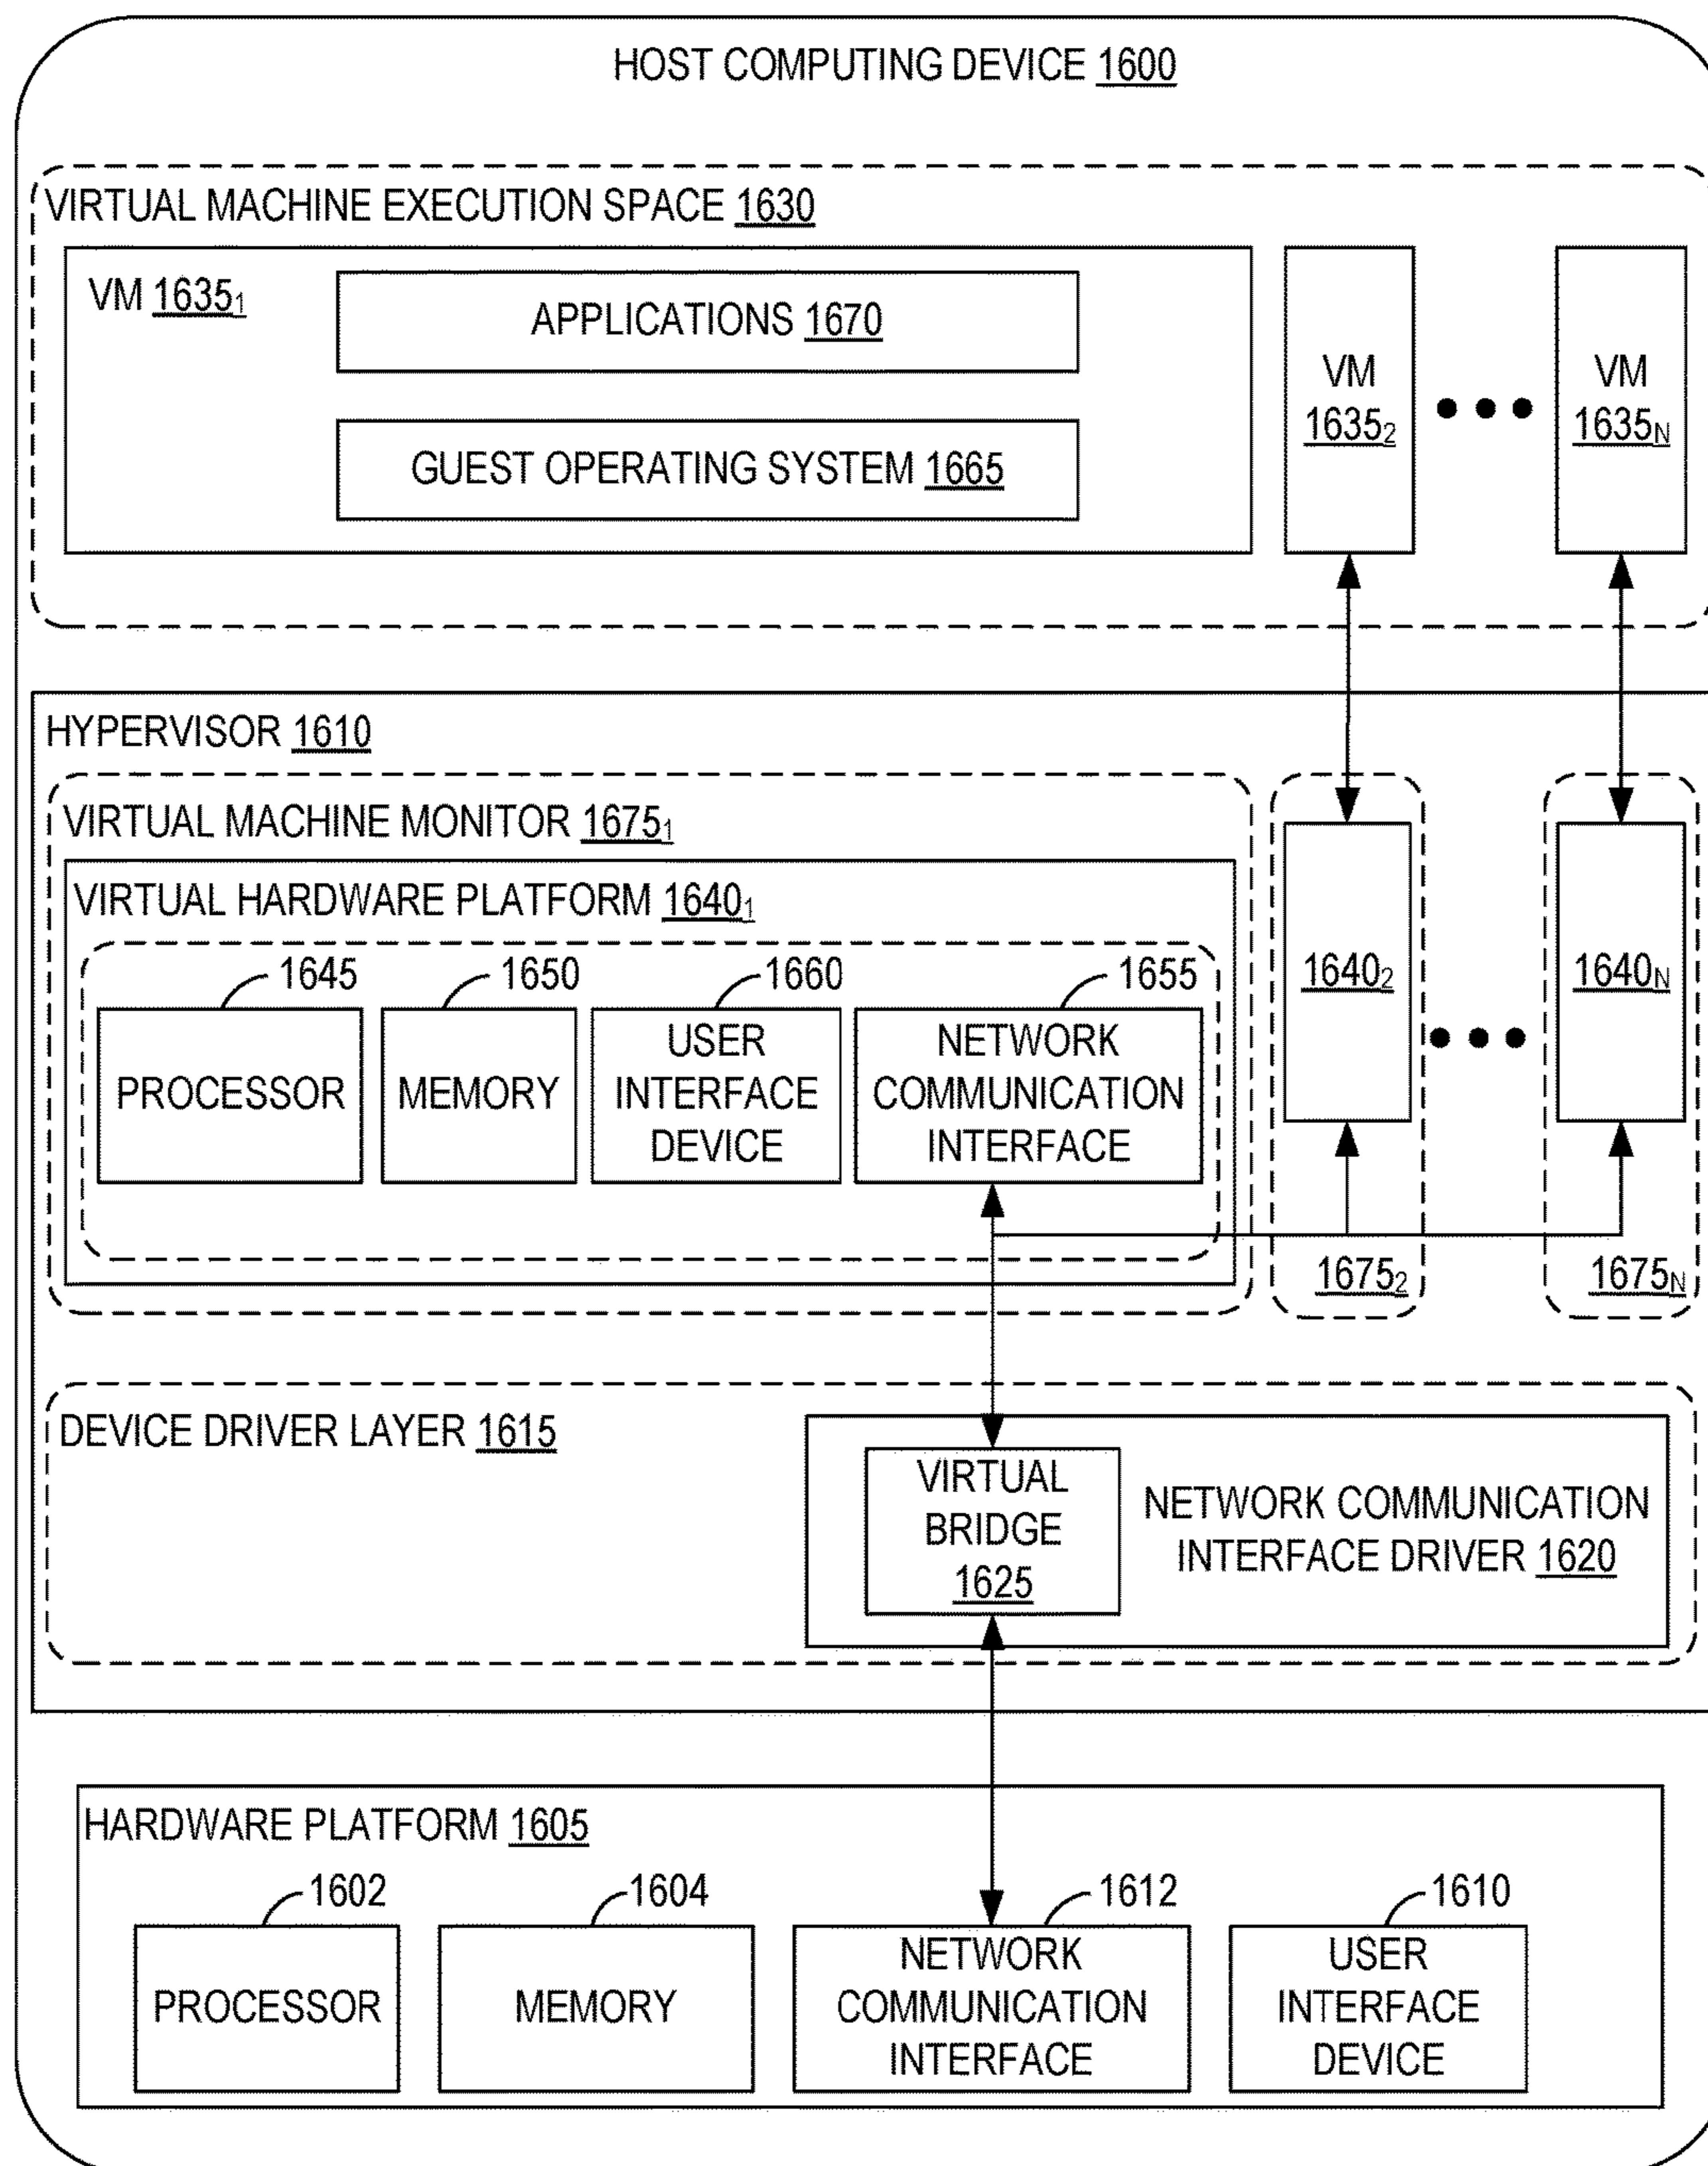 HOST COMPUTING DEVICE 1600
VIRTUAL MACHINE EXECUTION SPACE 1630
VM 1635₁
APPLICATIONS 1670
GUEST OPERATING SYSTEM 1665
VM
1635₂
VM
1635N
HYPERVISOR 1610
VIRTUAL MACHINE MONITOR 1675₁
VIRTUAL HARDWARE PLATFORM 1640₁
1645
PROCESSOR
1650
MEMORY
1660
USER
INTERFACE
DEVICE
1655
NETWORK
COMMUNICATION
INTERFACE
1640₂
1640N
1675₂
1675N
DEVICE DRIVER LAYER 1615
VIRTUAL
BRIDGE
1625
NETWORK COMMUNICATION
INTERFACE DRIVER 1620
HARDWARE PLATFORM 1605
1602
PROCESSOR
1604
MEMORY
1612
NETWORK
COMMUNICATION
INTERFACE
1610
USER
INTERFACE
DEVICE